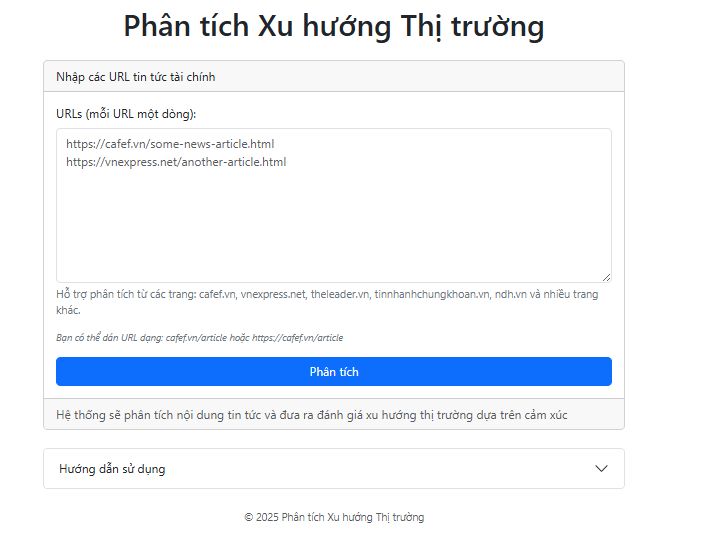 Phân tích Xu hướng Thị trường
Nhập các URL tin tức tài chính
URLs (mỗi URL một dòng):
https://cafef.vn/some-news-article.html
https://vnexpress.net/another-article.html
Hỗ trợ phân tích từ các trang: cafef.vn, vnexpress.net, theleader.vn, tinnhanhchungkhoan.vn, ndh.vn và nhiều trang
khác.
Bạn có thể dán URL dạng: cafef.vn/article hoặc https://cafef.vn/article
Phân tích
Hệ thống sẽ phân tích nội dung tin tức và đưa ra đánh giá xu hướng thị trường dựa trên cảm xúc
Hướng dẫn sử dụng
© 2025 Phân tích Xu hướng Thị trường